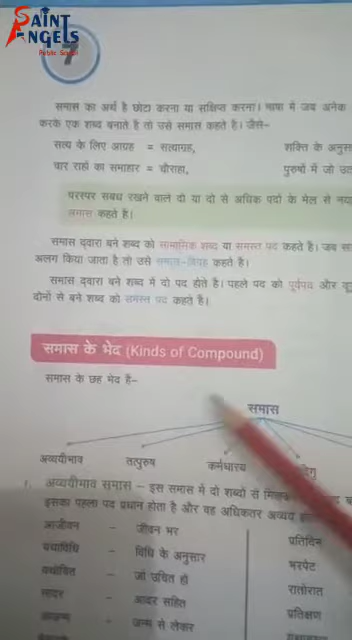 SAINT
ANGELS
Public School
7
समास का अर्थ है छोटा करना या संक्षिप्त करना। भाषा में जब अनेक
करके एक शब्द बनाते है तो उसे समास कहते है। जैसे–
सत्य के लिए आग्रह = सत्याग्रह, शक्ति के अनुसा
चार राहों का समाहार = चौराहा, पुरुषों में जो उत
परस्पर संबंध रखने वाले दो या दो से अधिक पदों के मेल से नय
समास कहते है।
समास द्वारा बने शब्द को सामासिक शब्द या समस्त पद कहते है। जब सा
अलग किया जाता है तो उसे समास-विग्रह कहते है।
समास द्वारा बने शब्द में दो पद होते है। पहले पद को पूर्वपद और दू
दोनों से बने शब्द को समस्त पद कहते है।
समास के भेद (Kinds of Compound)
समास के छह भेद है–
समास
अव्ययीभाव तत्पुरुष कर्मधारय
1. अव्ययीभाव समास – इस समास में दो शब्दों से
इसका पहला पद प्रधान होता है और वह अधिकतर अव्यय
आजीवन – जीवन भर प्रतिदिन
यथाविधि – विधि के अनुसार भरपेट
यथोचित – जो उचित हो रातोरात
सादर – आदर सहित प्रतिक्षण
आजन्म – जन्म से लेकर